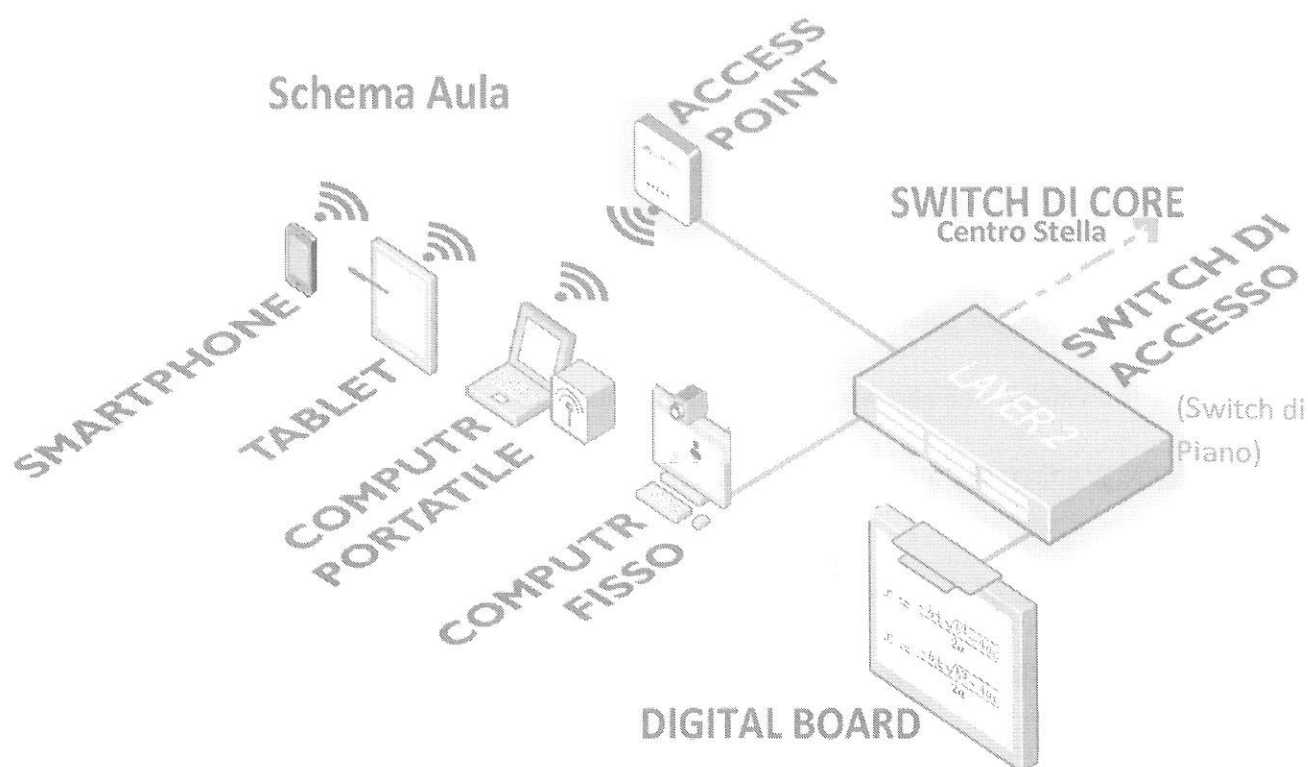 Schema Aula
ACCESS
POINT
SWITCH DI CORE
Centro Stella
SWITCH DI
ACCESSO
(Switch di
Piano)
LAYER 2
SMARTPHONE
TABLET
COMPUTR
PORTATILE
COMPUTR
FISSO
DIGITAL BOARD